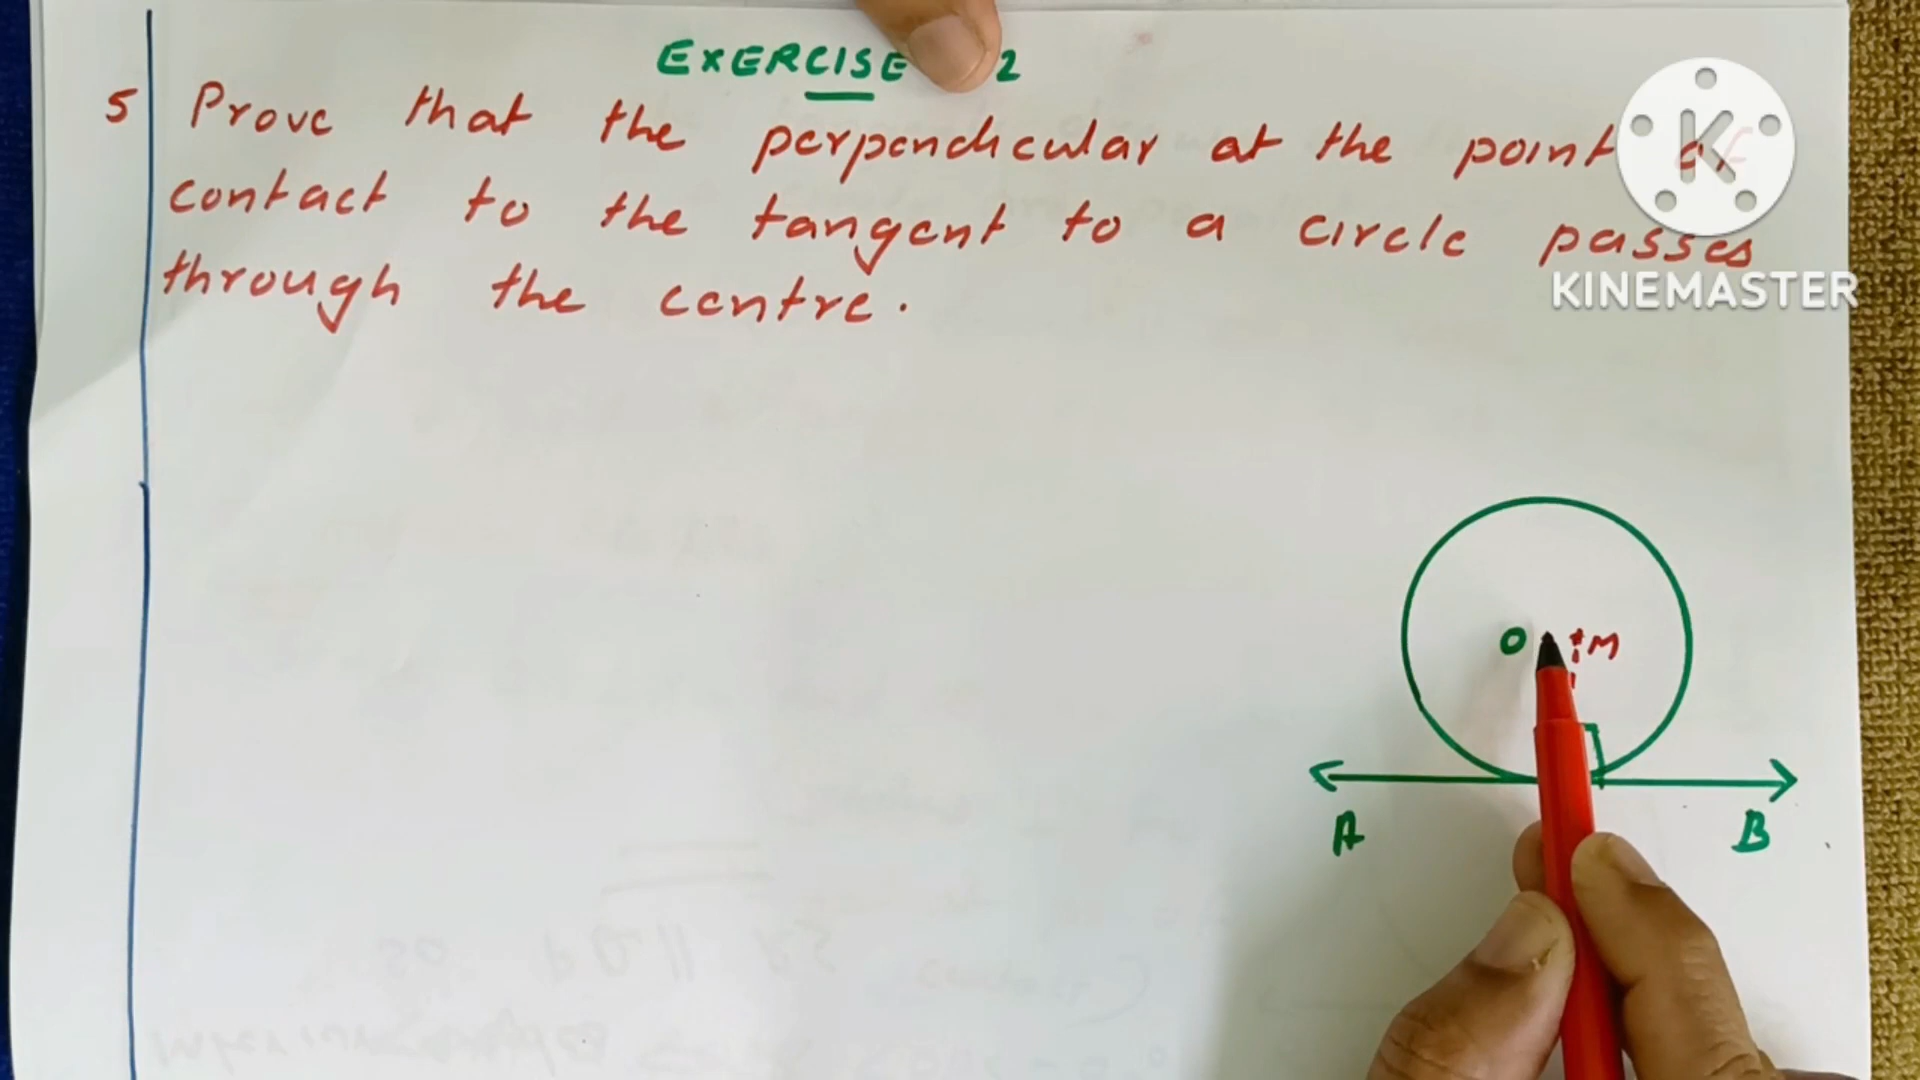 EXERCISE 2
5 Prove that the perpendicular at the point of
contact to the tangent to a circle passes
through the centre.
K
KINEMASTER
O M
A B